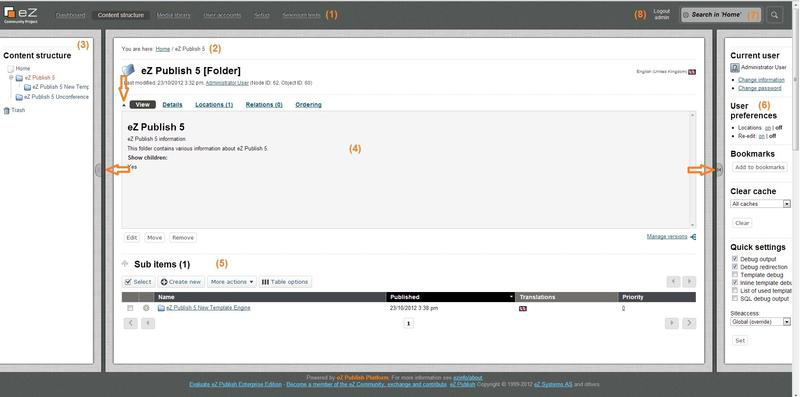 eZ
Community Project
Dashboard Content structure Media library User accounts Setup Selenium tests (1)
(8) Logout
admin
Search in 'Home' (7)
(3)
Content structure
Home
eZ Publish 5
eZ Publish 5 New Temp
eZ Publish 5 Unconference
Trash
You are here: Home / eZ Publish 5 (2)
eZ Publish 5 [Folder]
Last modified: 23/10/2012 3:32 pm, Administrator User (Node ID: 62, Object ID: 60)
English (United Kingdom)
View Details Locations (1) Relations (0) Ordering
eZ Publish 5
eZ Publish 5 information
This folder contains various information about eZ Publish 5.
(4)
Show children:
Yes
Edit Move Remove
Manage versions
Sub items (1) (5)
Select Create new More actions Table options
Name Published Translations Priority
eZ Publish 5 New Template Engine 23/10/2012 3:38 pm 0
1
Current user
Administrator User
Change information
Change password
User (6)
preferences
Locations: on | off
Re-edit: on | off
Bookmarks
Add to bookmarks
Clear cache
All caches
Clear
Quick settings
Debug output
Debug redirection
Template debug
Inline template debu
List of used templat
SQL debug output
Siteaccess:
Global (override)
Set
Powered by eZ Publish Platform. For more information see ezinfo/about.
Evaluate eZ Publish Enterprise Edition - Become a member of the eZ Community, exchange and contribute. eZ Publish Copyright © 1999-2012 eZ Systems AS and others